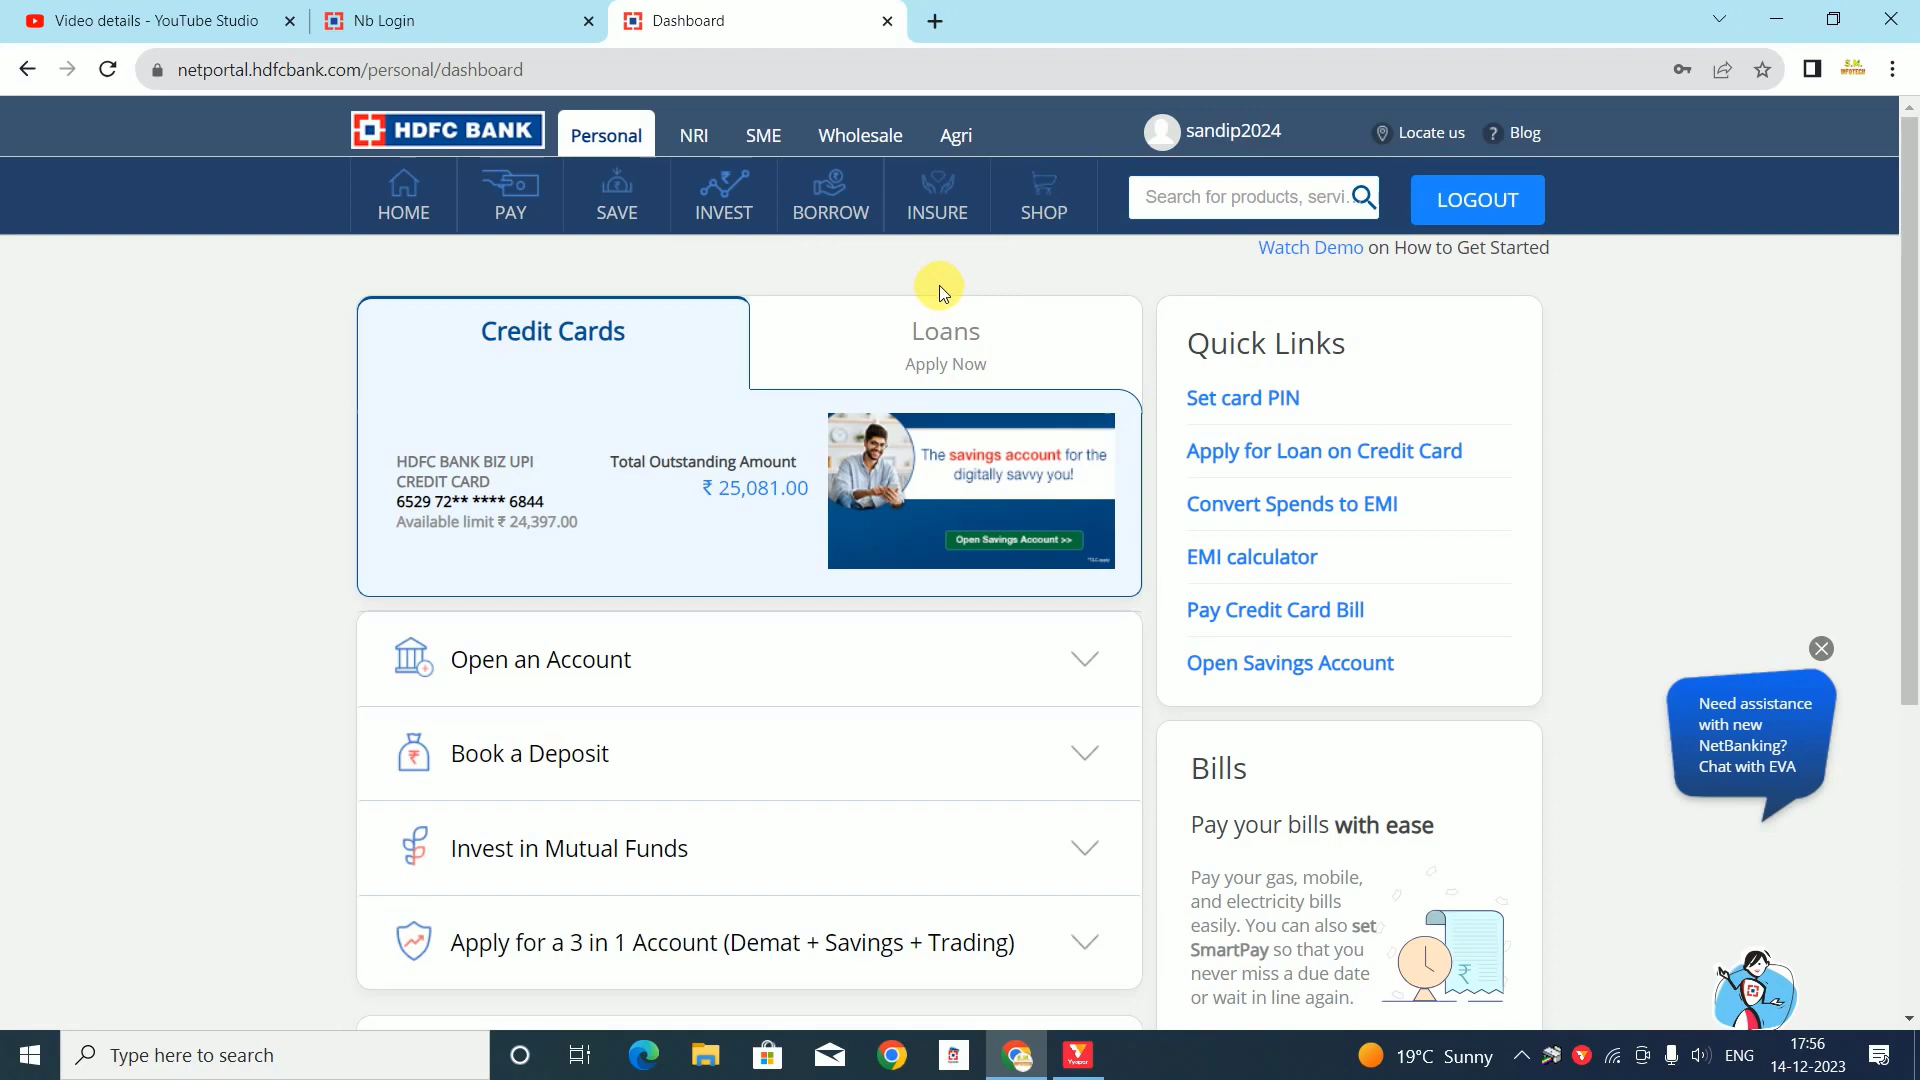 Video details - YouTube Studio
Nb Login
Dashboard
netportal.hdfcbank.com/personal/dashboard
S.M.
INFOTECH
HDFC BANK
Personal
NRI
SME
Wholesale
Agri
sandip2024
Locate us
? Blog
HOME
PAY
SAVE
INVEST
BORROW
INSURE
SHOP
Search for products, servi...
LOGOUT
Watch Demo on How to Get Started
Credit Cards
Loans
Apply Now
HDFC BANK BIZ UPI
CREDIT CARD
6529 72** **** 6844
Available limit ₹ 24,397.00
Total Outstanding Amount
₹ 25,081.00
The savings account for the
digitally savvy you!
Open Savings Account >>
*T&C apply
Quick Links
Set card PIN
Apply for Loan on Credit Card
Convert Spends to EMI
EMI calculator
Pay Credit Card Bill
Open Savings Account
Open an Account
Book a Deposit
Invest in Mutual Funds
Apply for a 3 in 1 Account (Demat + Savings + Trading)
Bills
Pay your bills with ease
Pay your gas, mobile,
and electricity bills
easily. You can also set
SmartPay so that you
never miss a due date
or wait in line again.
Need assistance
with new
NetBanking?
Chat with EVA
Type here to search
19°C Sunny
ENG
17:56
14-12-2023